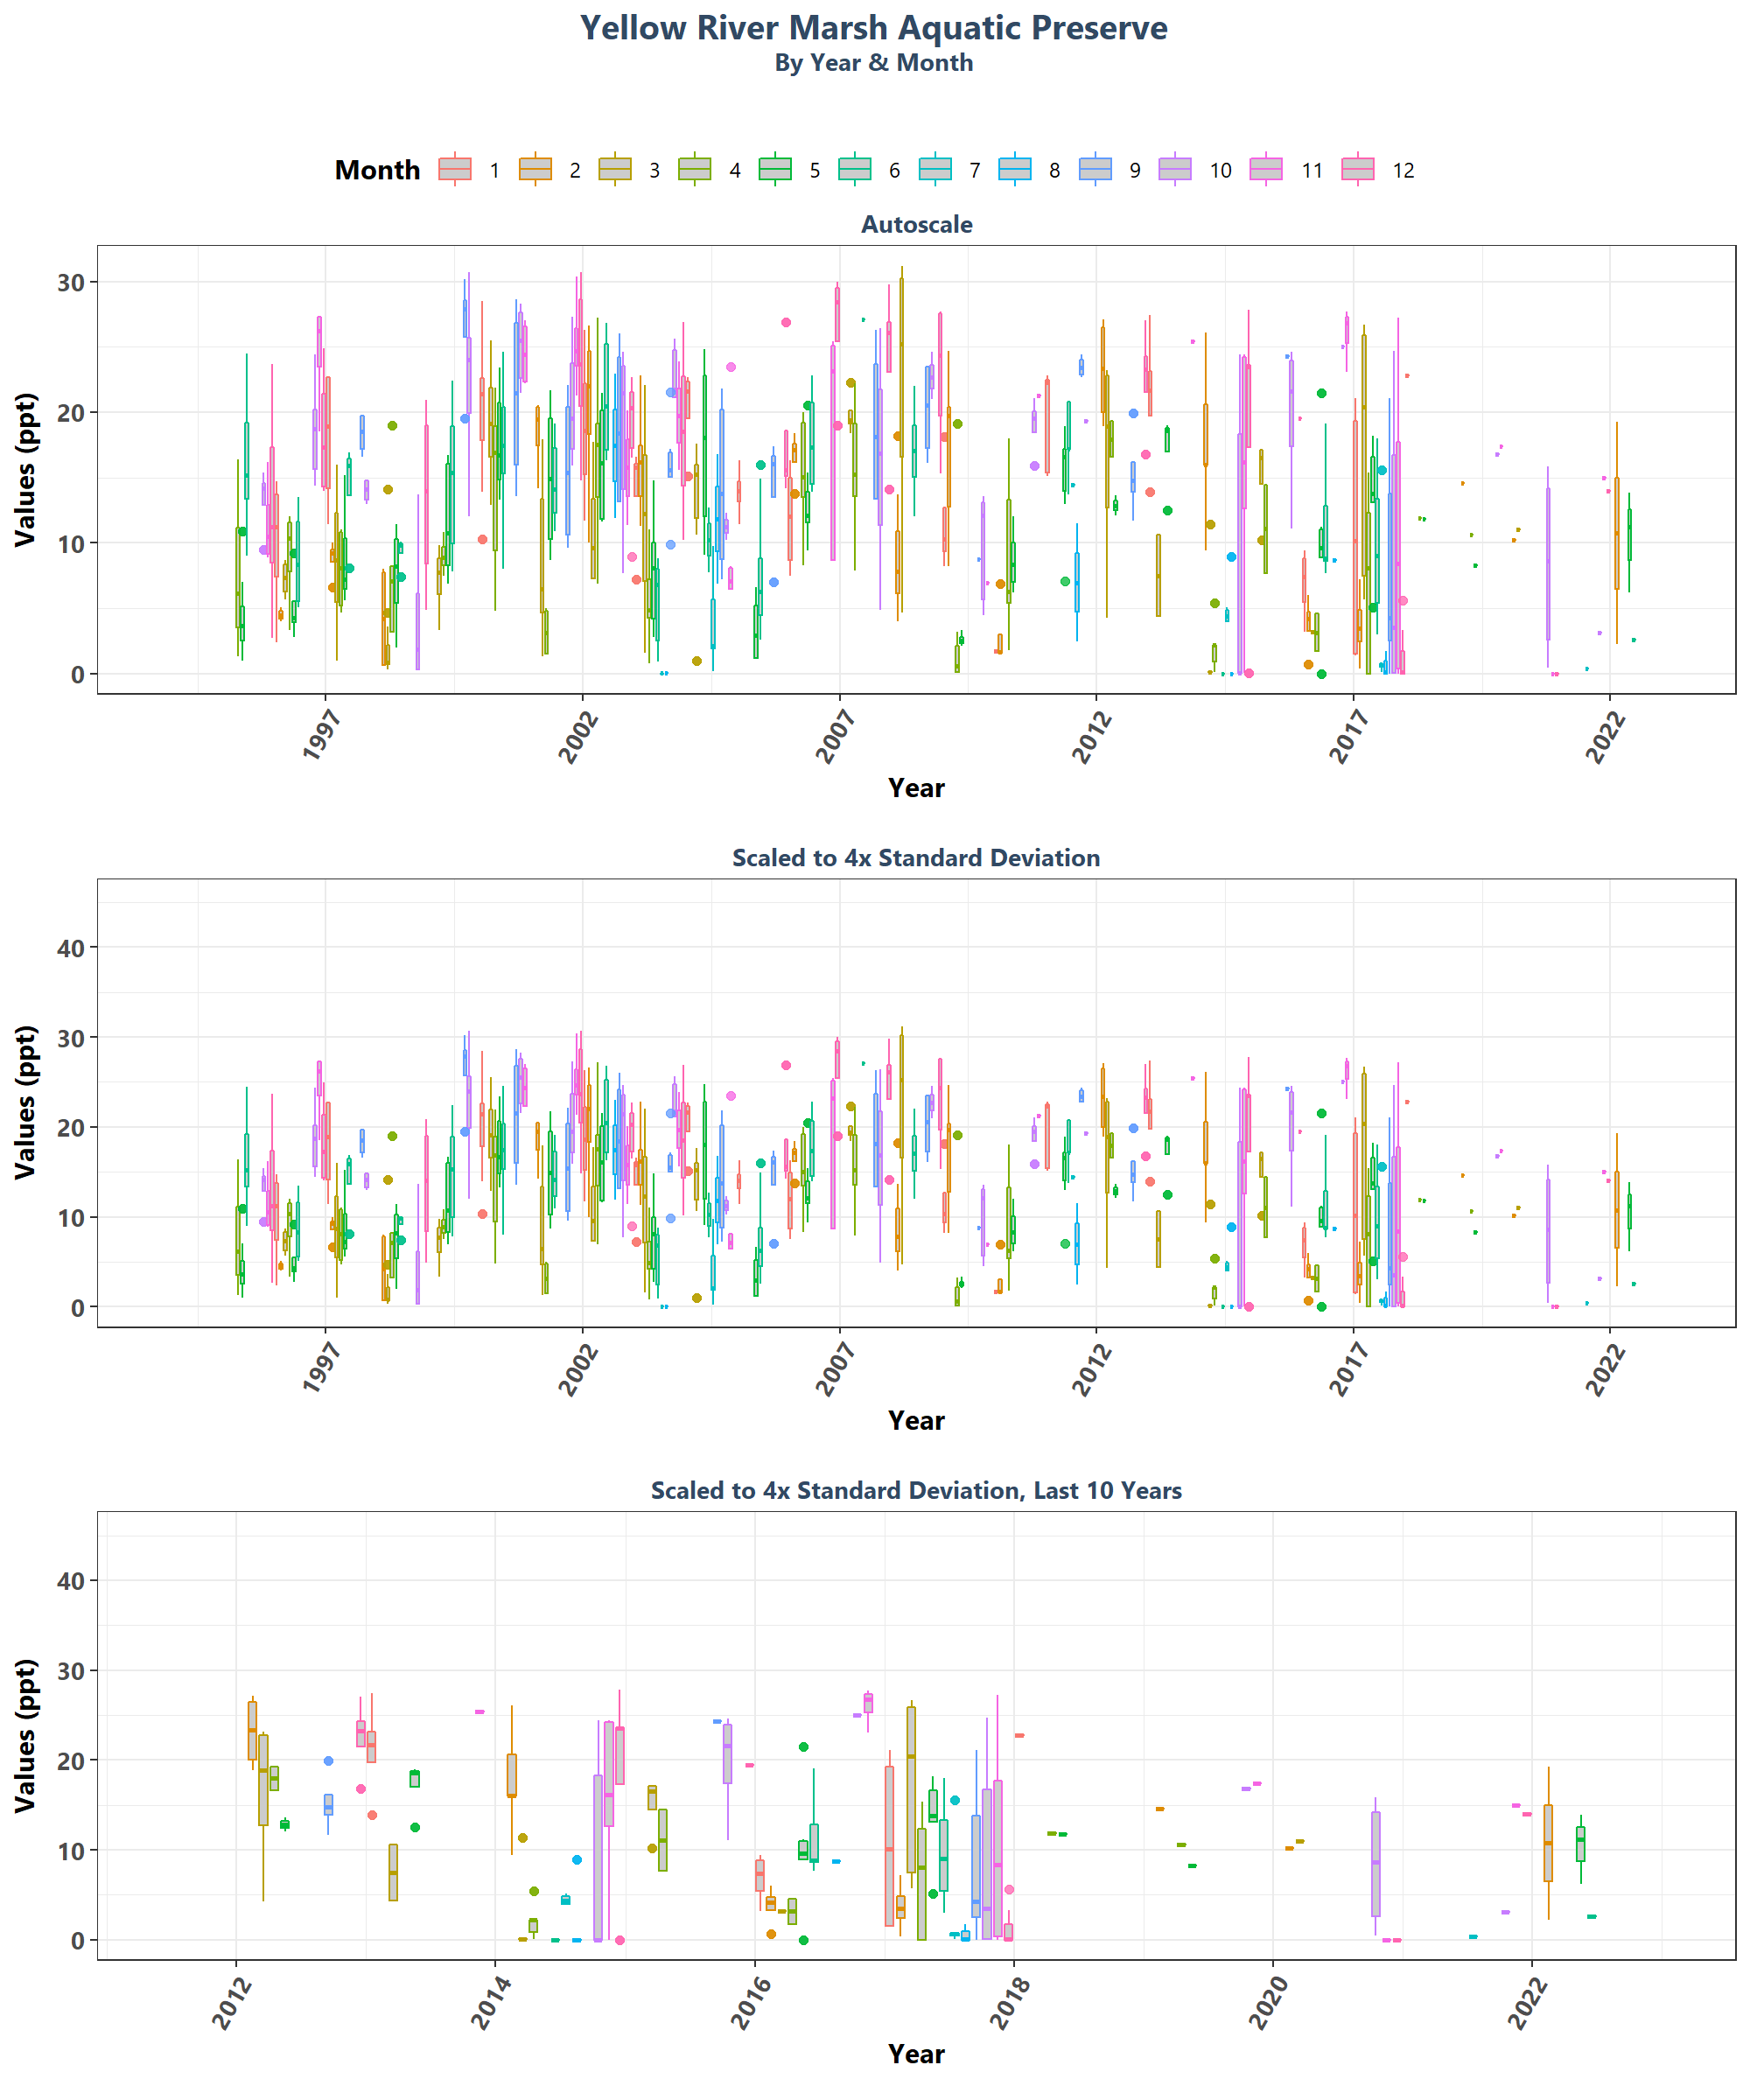 Yellow River Marsh Aquatic Preserve
By Year & Month
Month 1 2 3 4 5 6 7 8 9 10 11 12
Autoscale
Values (ppt)
30
20
10
0
1997 2002 2007 2012 2017 2022
Year
Scaled to 4x Standard Deviation
Values (ppt)
40
30
20
10
0
1997 2002 2007 2012 2017 2022
Year
Scaled to 4x Standard Deviation, Last 10 Years
Values (ppt)
40
30
20
10
0
2012 2014 2016 2018 2020 2022
Year